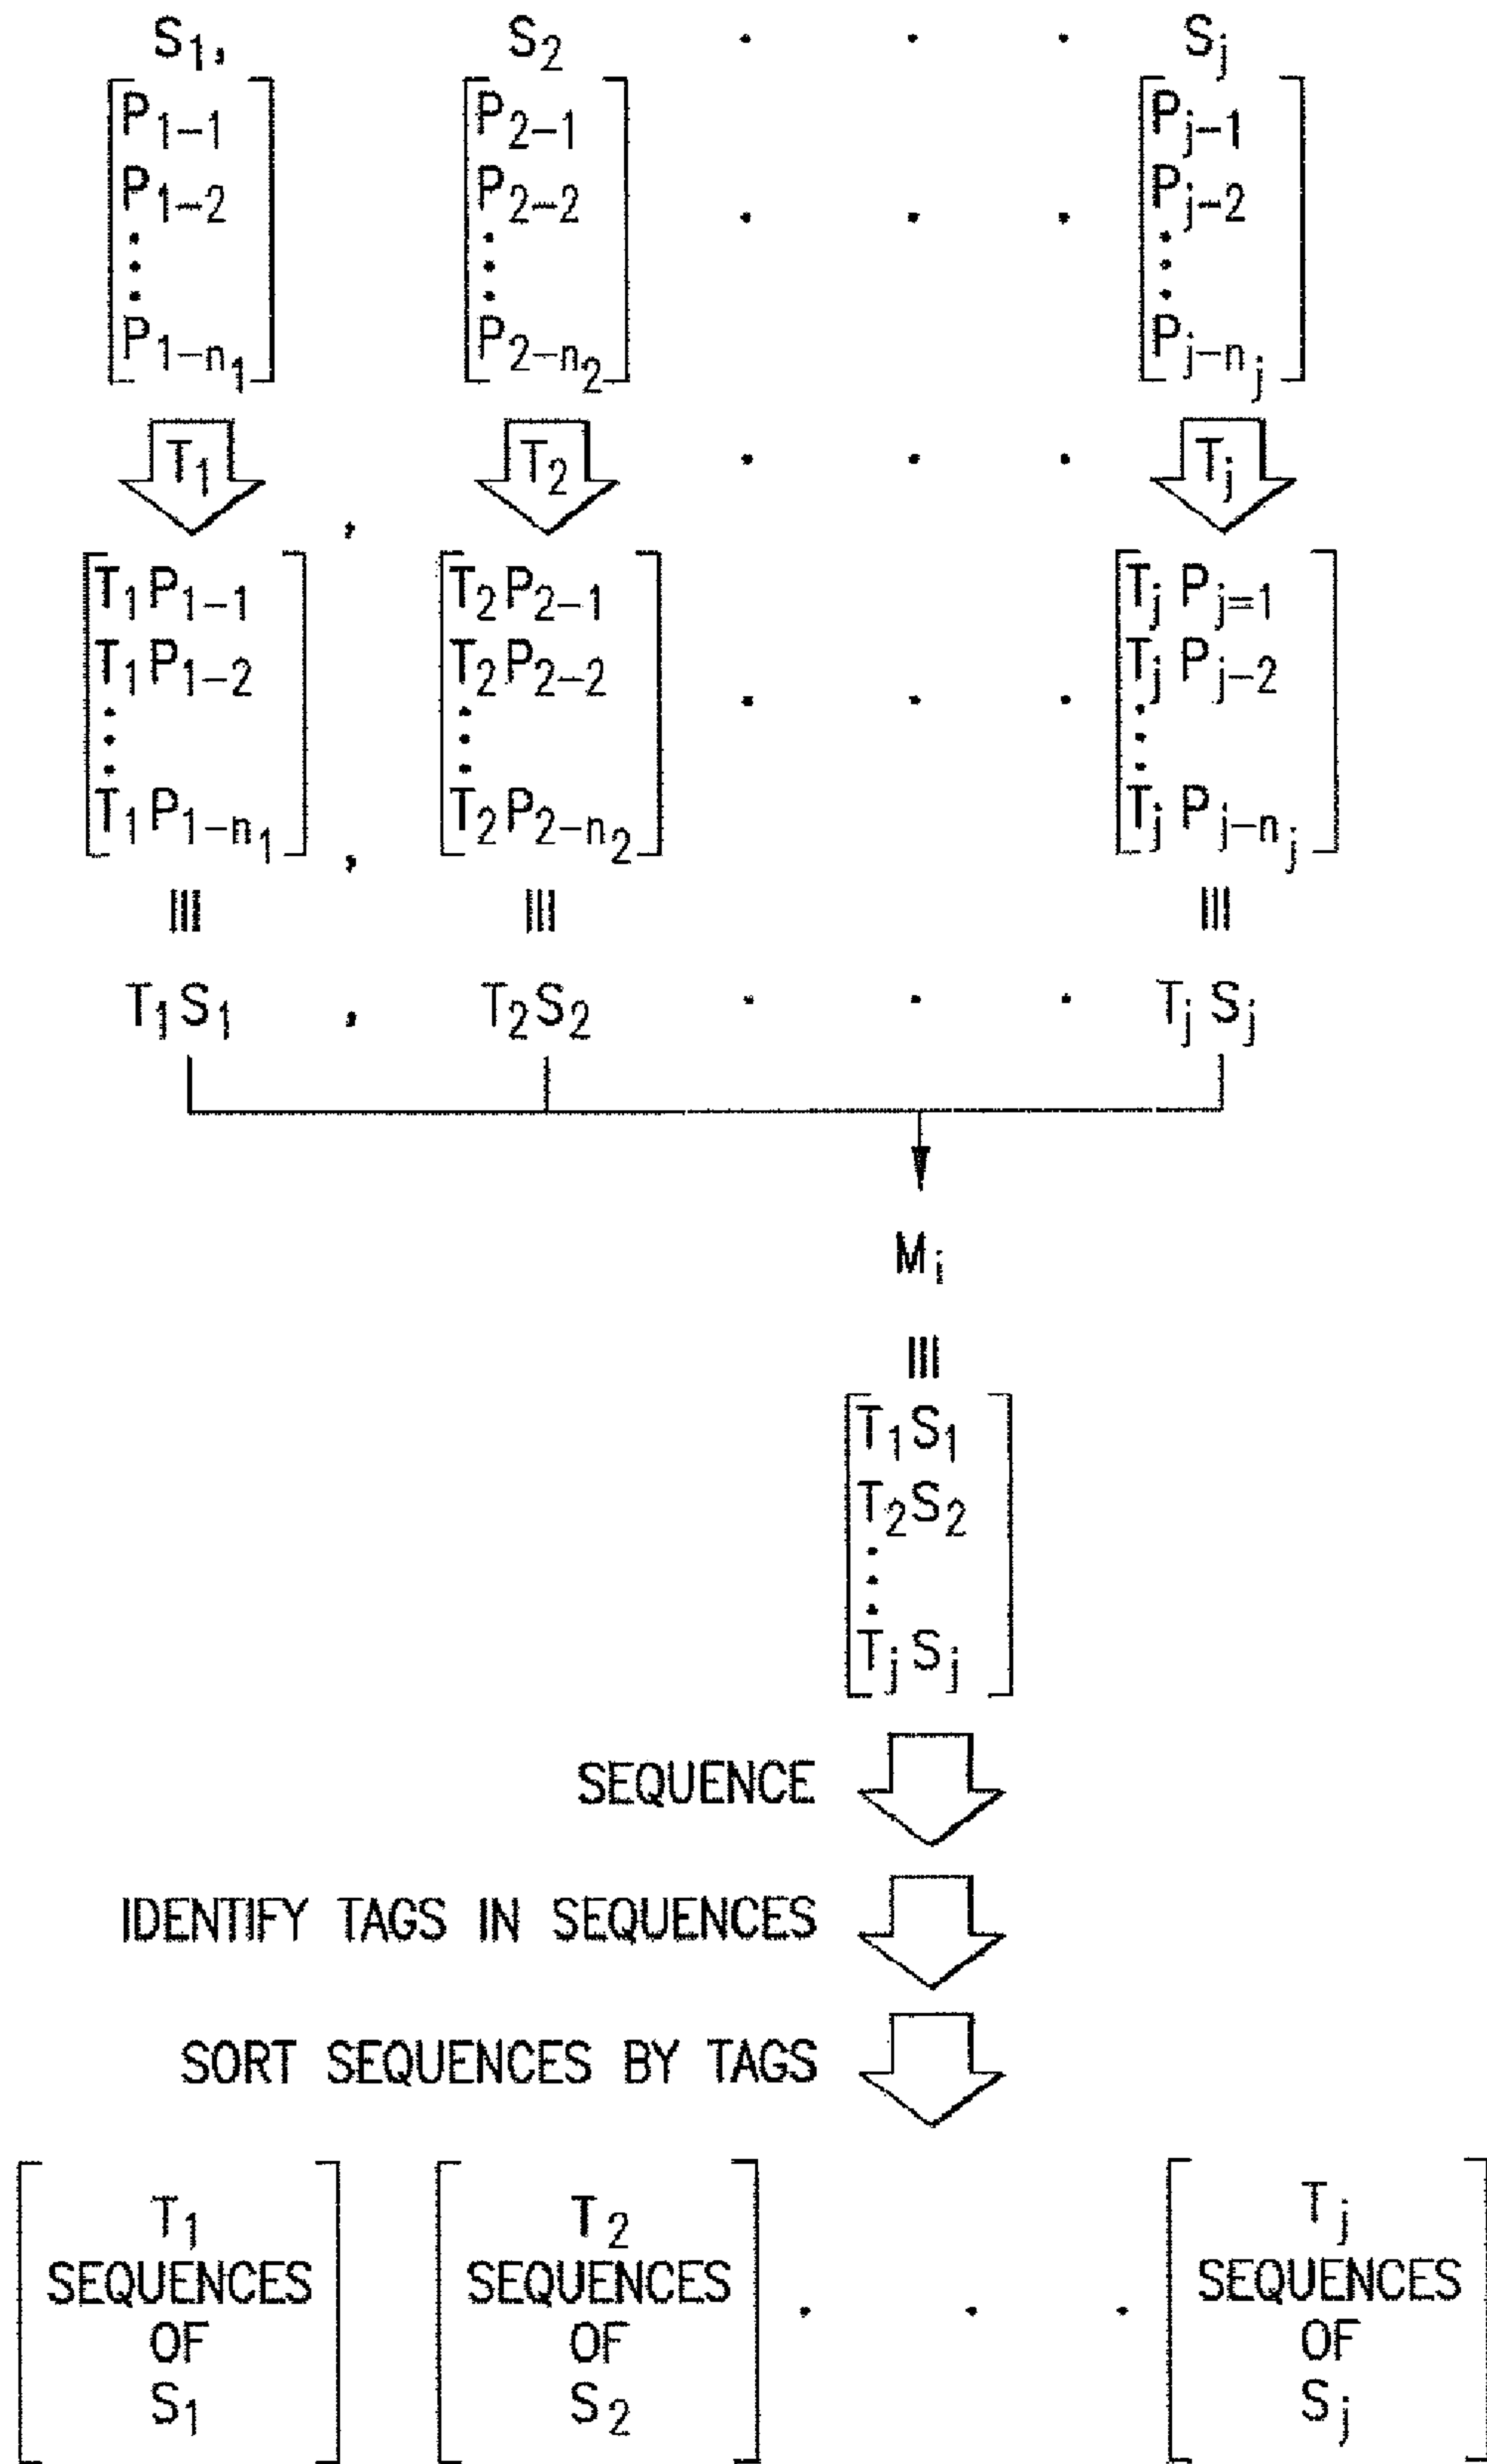 S₁, S₂ · · · Sⱼ
P₁₋₁ P₂₋₁ Pⱼ₋₁
P₁₋₂ P₂₋₂ · · · Pⱼ₋₂
⋮ ⋮ ⋮
P₁₋ₙ₁ P₂₋ₙ₂ Pⱼ₋ₙⱼ
T₁ , T₂ · · · Tⱼ
T₁P₁₋₁ T₂P₂₋₁ Tⱼ Pⱼ₌₁
T₁P₁₋₂ T₂P₂₋₂ · · · Tⱼ Pⱼ₋₂
⋮ ⋮ ⋮
T₁P₁₋ₙ₁ , T₂P₂₋ₙ₂ Tⱼ Pⱼ₋ₙⱼ
||| ||| |||
T₁S₁ , T₂S₂ · · · Tⱼ Sⱼ
Mᵢ
|||
T₁S₁
T₂S₂
⋮
Tⱼ Sⱼ
SEQUENCE
IDENTIFY TAGS IN SEQUENCES
SORT SEQUENCES BY TAGS
T₁ T₂ Tⱼ
SEQUENCES SEQUENCES · · · SEQUENCES
OF OF OF
S₁ S₂ Sⱼ